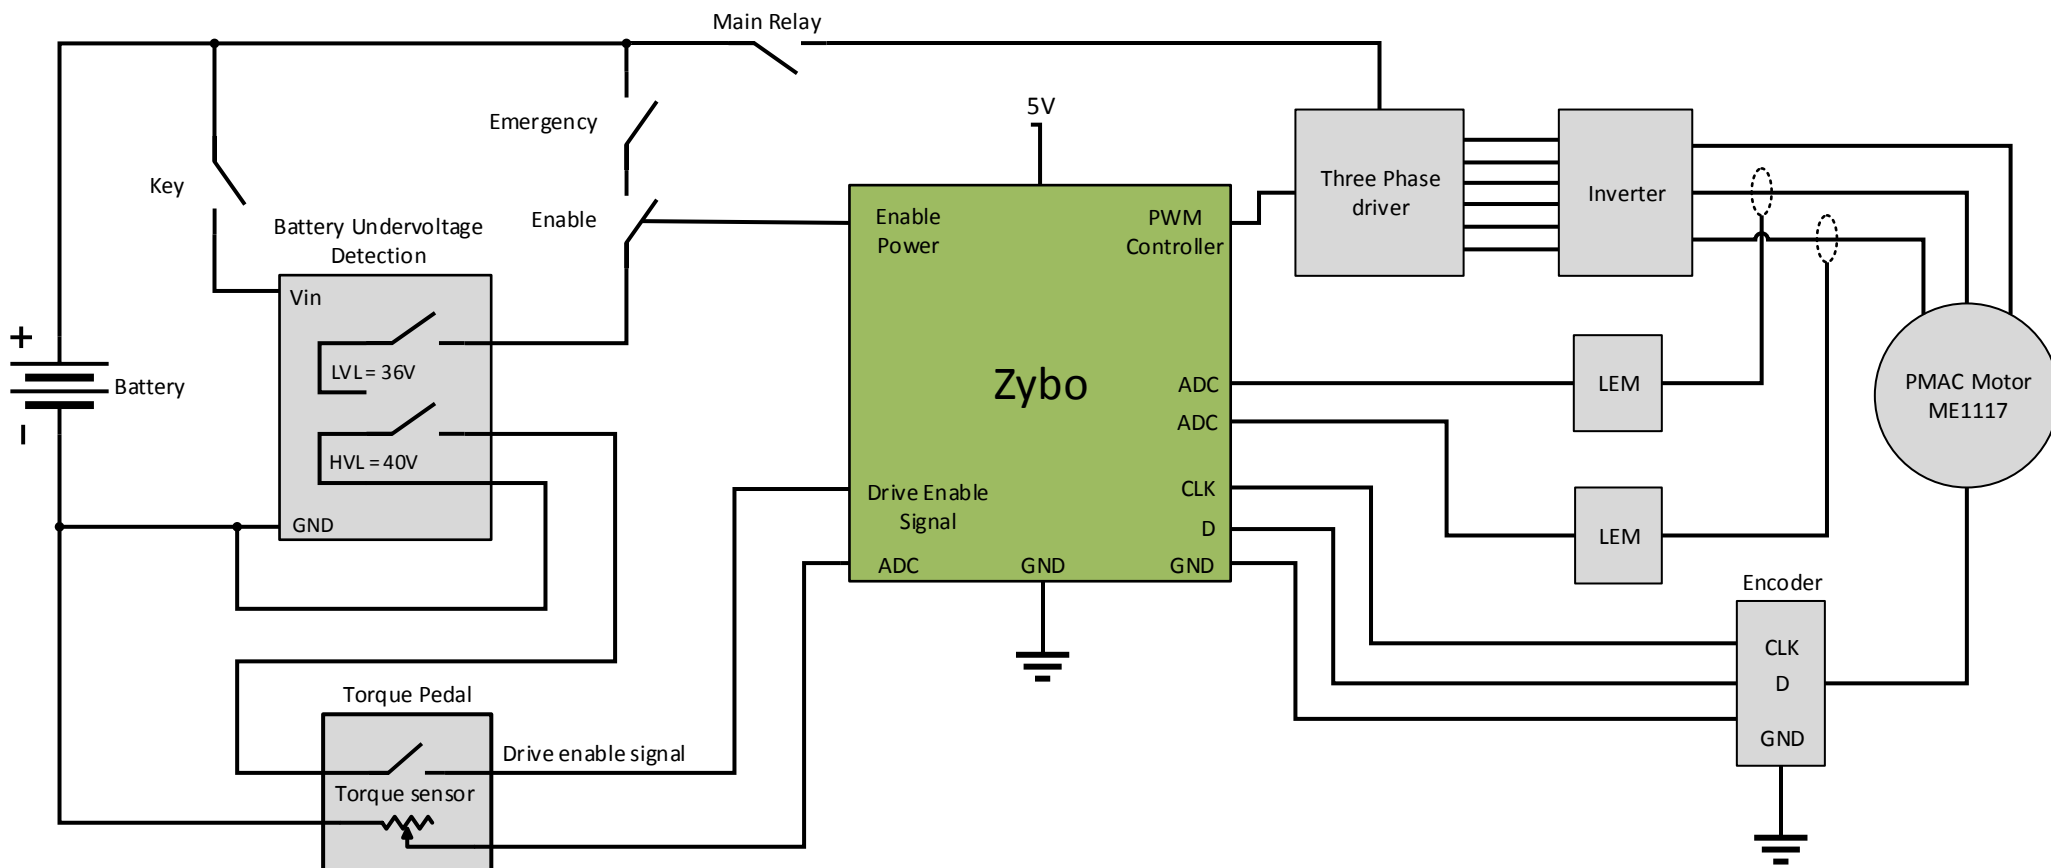 Main Relay
Emergency
5V
Key
Enable
Battery Undervoltage
Detection
Vin
LVL = 36V
HVL = 40V
GND
+
Battery
–
Enable
Power
PWM
Controller
Zybo
ADC
ADC
CLK
D
GND
Drive Enable
Signal
ADC
GND
Three Phase
driver
Inverter
LEM
LEM
PMAC Motor
ME1117
Encoder
CLK
D
GND
Torque Pedal
Drive enable signal
Torque sensor